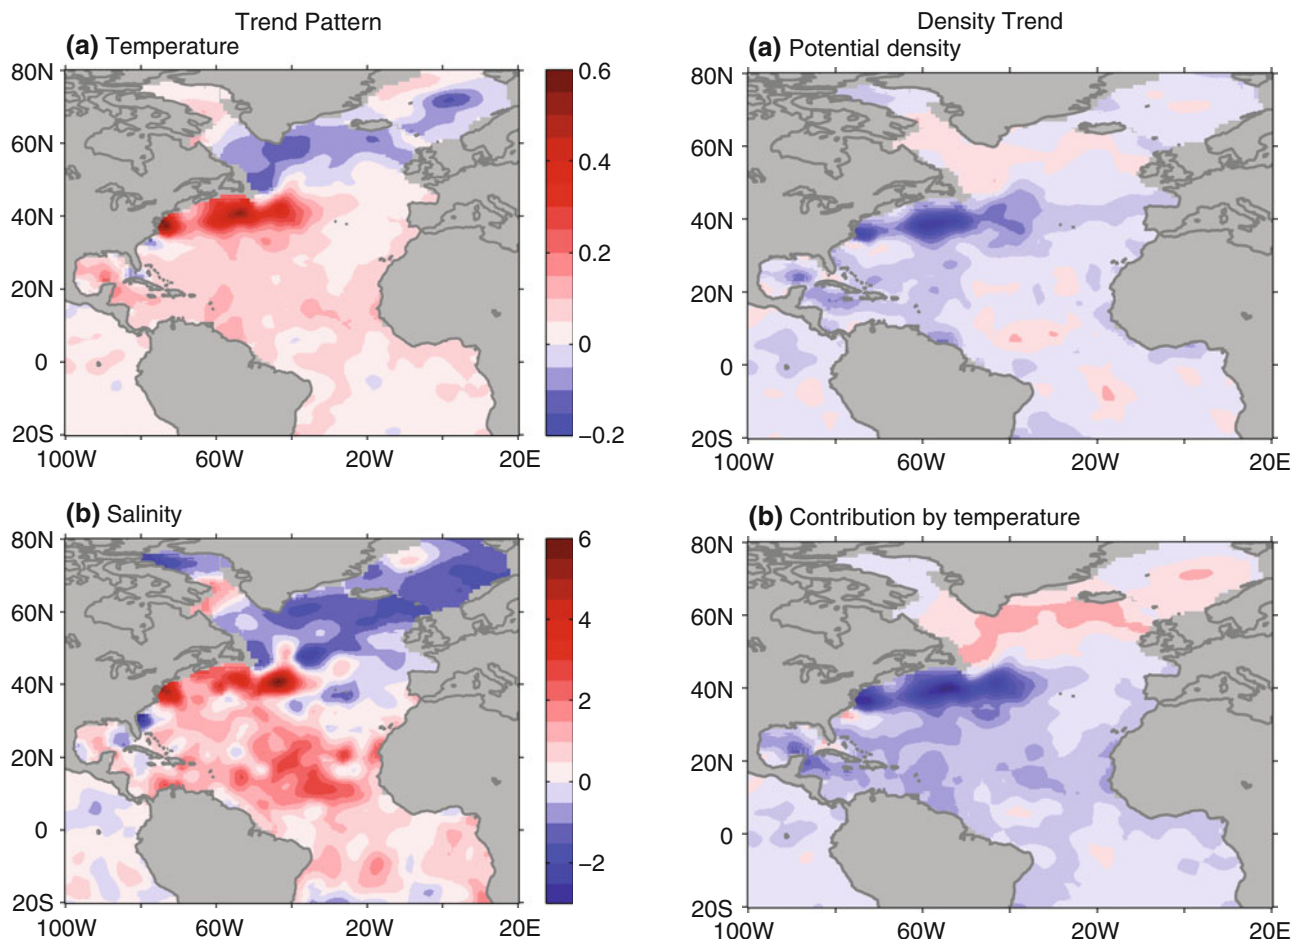 Trend Pattern
(a) Temperature
80N
60N
40N
20N
0
20S
100W 60W 20W 20E
0.6
0.4
0.2
0
−0.2
Density Trend
(a) Potential density
80N
60N
40N
20N
0
20S
100W 60W 20W 20E
(b) Salinity
80N
60N
40N
20N
0
20S
100W 60W 20W 20E
6
4
2
0
−2
(b) Contribution by temperature
80N
60N
40N
20N
0
20S
100W 60W 20W 20E